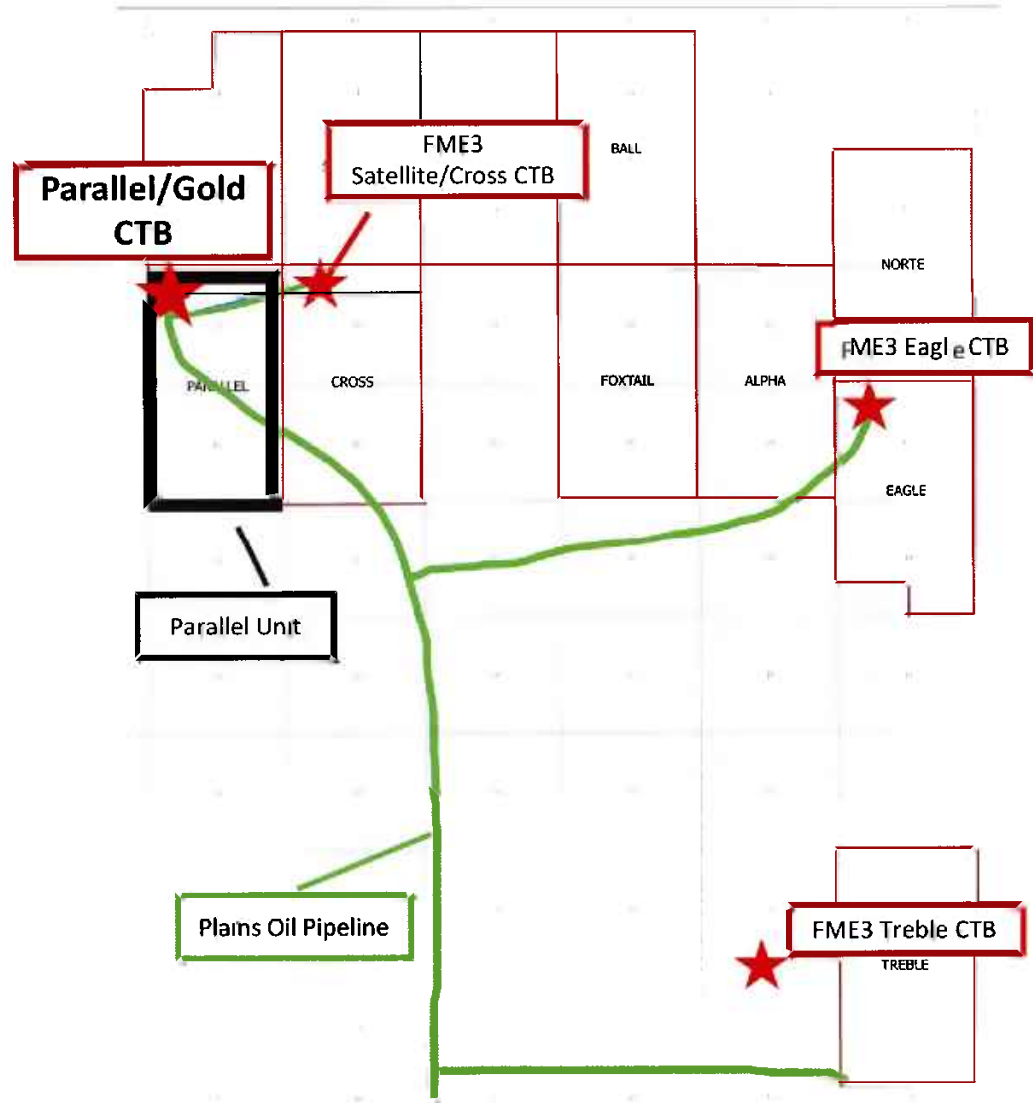 FME3
Satellite/Cross CTB
BALL
Parallel/Gold
CTB
NORTE
FME3 Eagle CTB
PARALLEL
CROSS
FOXTAIL
ALPHA
EAGLE
Parallel Unit
Plains Oil Pipeline
FME3 Treble CTB
TREBLE